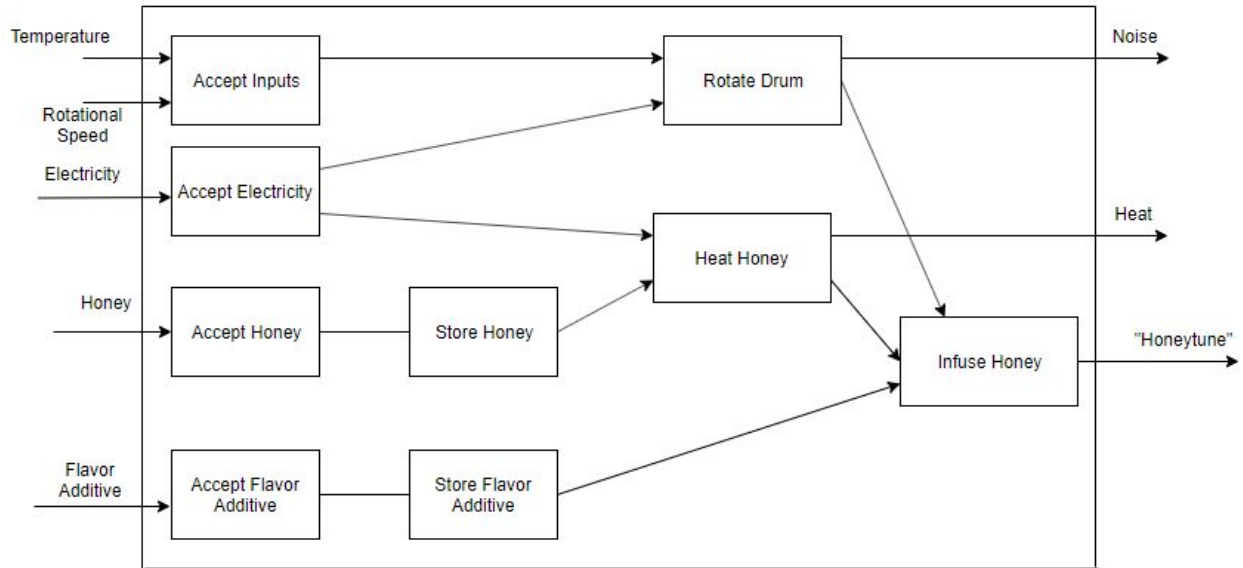 Temperature
Noise
Accept Inputs
Rotate Drum
Rotational
Speed
Electricity
Accept Electricity
Heat
Heat Honey
Honey
Accept Honey
Store Honey
"Honeytune"
Infuse Honey
Flavor
Additive
Accept Flavor
Additive
Store Flavor
Additive